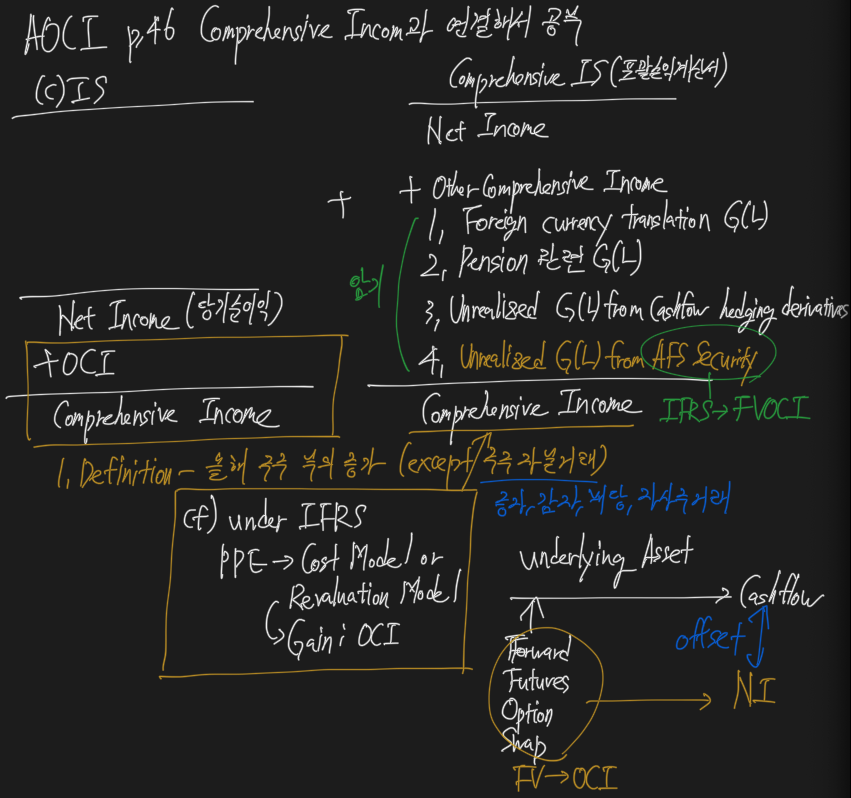 AOCI p.46 Comprehensive Incom과 연결해서 공부
(C)IS
Comprehensive IS(포괄손익계산서)
Net Income
+
+ Other Comprehensive Income
1, Foreign currency translation G(L)
2, Pension 관련 G(L)
3, Unrealized G(L) from Cashflow hedging derivatives
4, Unrealized G(L) from AFS Security
암기
Net Income (당기순이익)
+OCI
Comprehensive Income
Comprehensive Income
IFRS→FVOCI
1, Definition - 올해 주주 부의 증가 (except 주주 자본거래)
증자, 감자, 배당, 자사주거래
cf) under IFRS
PPE → Cost Model or
Revaluation Model
Gain: OCI
underlying Asset
Cashflow
offset
NI
Forward
Futures
Option
Swap
FV→OCI